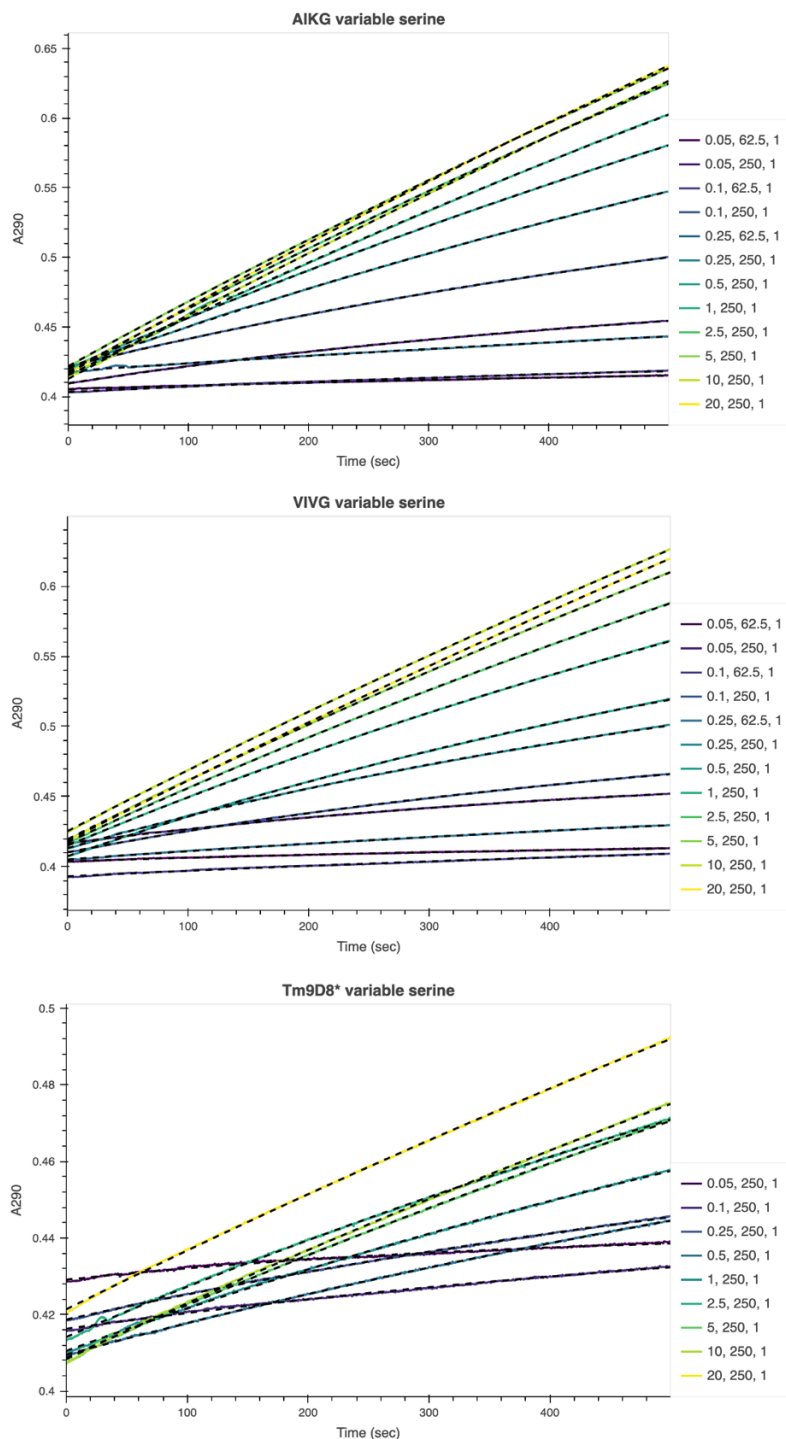 AIKG variable serine
0.65
0.6
0.55
0.5
0.45
0.4
A290
0
100
200
300
400
Time (sec)
0.05, 62.5, 1
0.05, 250, 1
0.1, 62.5, 1
0.1, 250, 1
0.25, 62.5, 1
0.25, 250, 1
0.5, 250, 1
1, 250, 1
2.5, 250, 1
5, 250, 1
10, 250, 1
20, 250, 1
VIVG variable serine
0.6
0.55
0.5
0.45
0.4
A290
0
200
400
Time (sec)
0.05, 62.5, 1
0.05, 250, 1
0.1, 62.5, 1
0.1, 250, 1
0.25, 62.5, 1
0.25, 250, 1
0.5, 250, 1
1, 250, 1
2.5, 250, 1
5, 250, 1
10, 250, 1
20, 250, 1
Tm9D8* variable serine
0.5
0.48
0.46
0.44
0.42
0.4
A290
0
100
200
300
400
Time (sec)
0.05, 250, 1
0.1, 250, 1
0.25, 250, 1
0.5, 250, 1
1, 250, 1
2.5, 250, 1
5, 250, 1
10, 250, 1
20, 250, 1